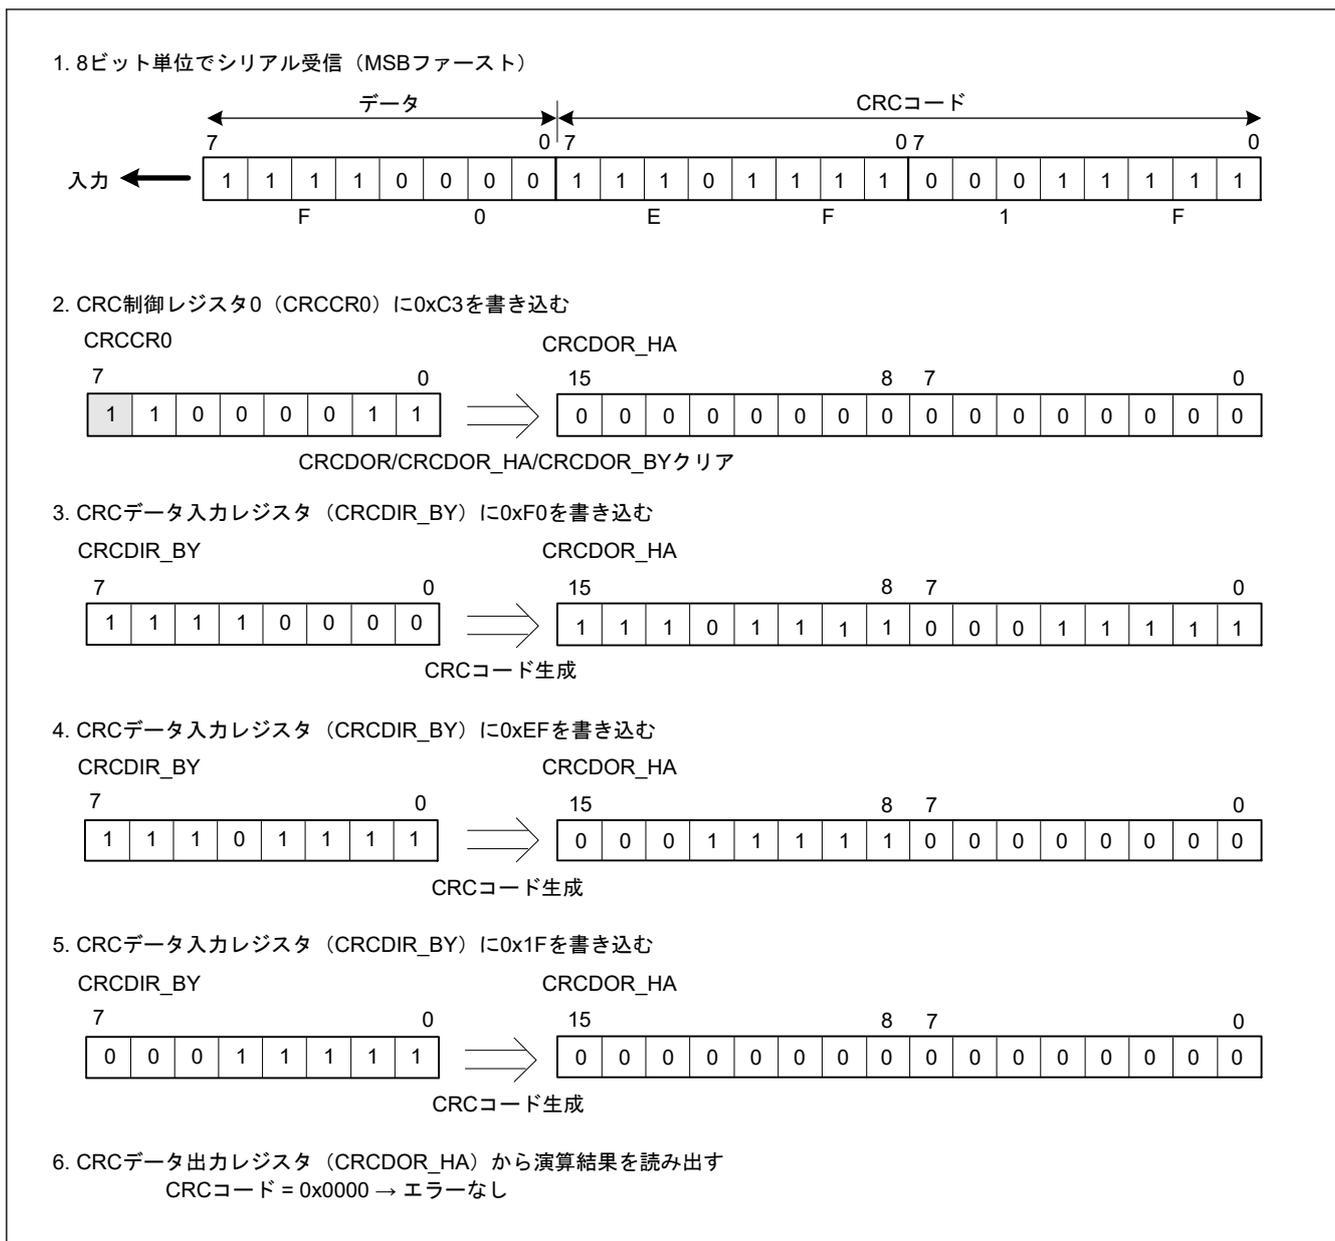 1. 8ビット単位でシリアル受信（MSBファースト）
データ CRCコード
7 0 7 0 7 0
入力 1 1 1 1 0 0 0 0 1 1 1 0 1 1 1 1 0 0 0 1 1 1 1 1
F 0 E F 1 F
2. CRC制御レジスタ0（CRCCR0）に0xC3を書き込む
CRCCR0 CRCDOR_HA
7 0 15 8 7 0
1 1 0 0 0 0 1 1 0 0 0 0 0 0 0 0 0 0 0 0 0 0 0 0
CRCDOR/CRCDOR_HA/CRCDOR_BYクリア
3. CRCデータ入力レジスタ（CRCDIR_BY）に0xF0を書き込む
CRCDIR_BY CRCDOR_HA
7 0 15 8 7 0
1 1 1 1 0 0 0 0 1 1 1 0 1 1 1 1 0 0 0 1 1 1 1 1
CRCコード生成
4. CRCデータ入力レジスタ（CRCDIR_BY）に0xEFを書き込む
CRCDIR_BY CRCDOR_HA
7 0 15 8 7 0
1 1 1 0 1 1 1 1 0 0 0 1 1 1 1 1 0 0 0 0 0 0 0 0
CRCコード生成
5. CRCデータ入力レジスタ（CRCDIR_BY）に0x1Fを書き込む
CRCDIR_BY CRCDOR_HA
7 0 15 8 7 0
0 0 0 1 1 1 1 1 0 0 0 0 0 0 0 0 0 0 0 0 0 0 0 0
CRCコード生成
6. CRCデータ出力レジスタ（CRCDOR_HA）から演算結果を読み出す
CRCコード = 0x0000 → エラーなし